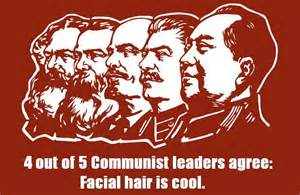 4 out of 5 Communist leaders agree:
Facial hair is cool.